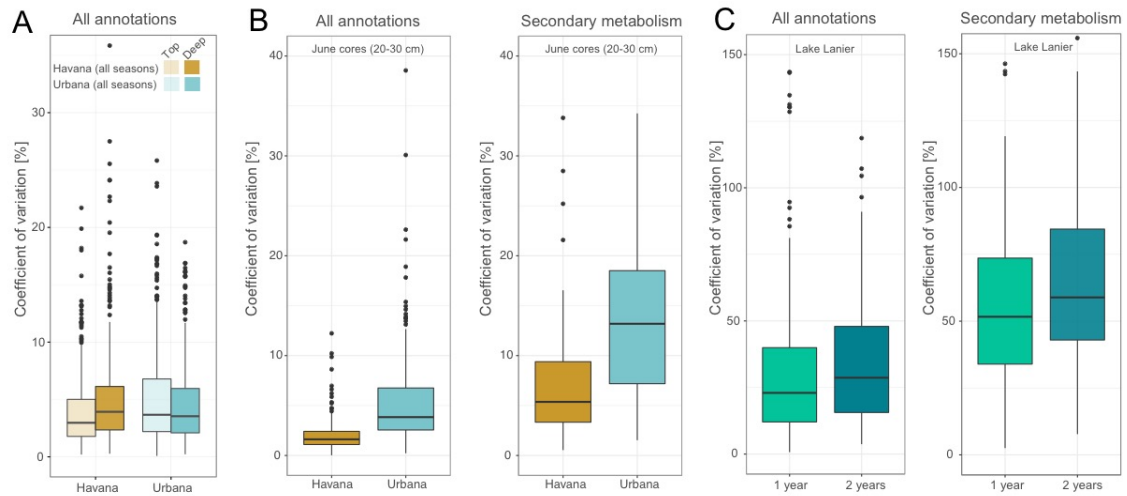 A
All annotations
Top
Deep
Havana (all seasons)
Urbana (all seasons)
Coefficient of variation [%]
30
20
10
0
Havana
Urbana
B
All annotations
June cores (20-30 cm)
Coefficient of variation [%]
40
30
20
10
0
Havana
Urbana
Secondary metabolism
June cores (20-30 cm)
Coefficient of variation [%]
40
30
20
10
0
Havana
Urbana
C
All annotations
Lake Lanier
Coefficient of variation [%]
150
100
50
0
1 year
2 years
Secondary metabolism
Lake Lanier
Coefficient of variation [%]
150
100
50
0
1 year
2 years